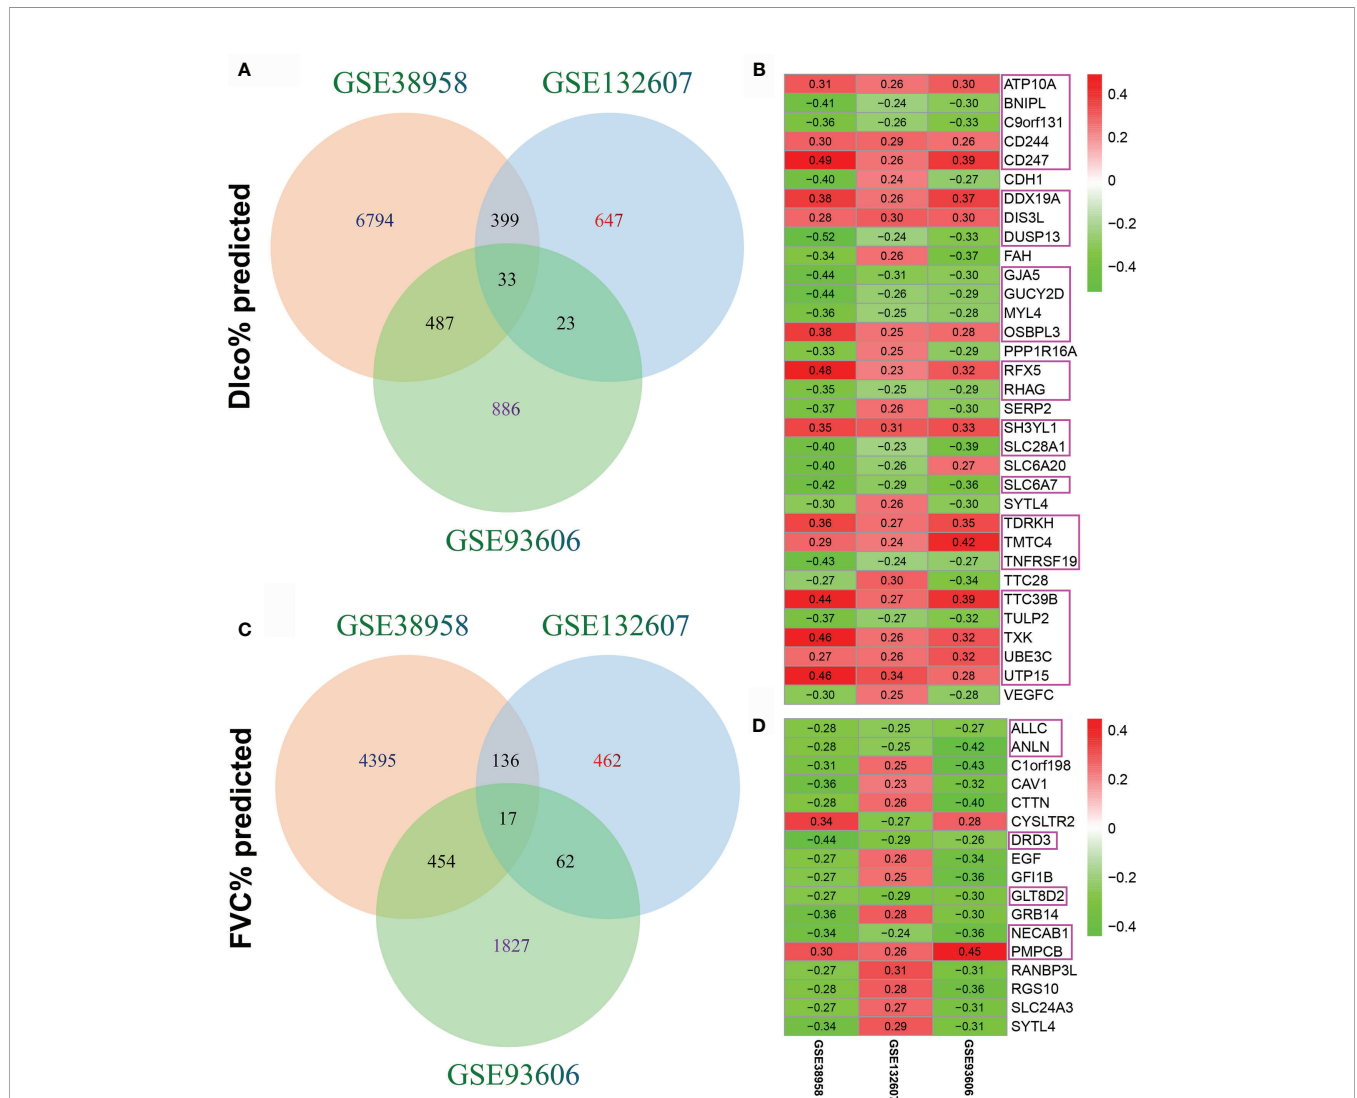 A
GSE38958 GSE132607
Dlco% predicted
6794 399 647
33
487 23
886
GSE93606
B
0.31 0.26 0.30 ATP10A
−0.41 −0.24 −0.30 BNIPL
−0.36 −0.26 −0.33 C9orf131
0.30 0.29 0.26 CD244
0.49 0.26 0.39 CD247
−0.40 0.24 −0.27 CDH1
0.38 0.26 0.37 DDX19A
0.28 0.30 0.30 DIS3L
−0.52 −0.24 −0.33 DUSP13
−0.34 0.26 −0.37 FAH
−0.44 −0.31 −0.30 GJA5
−0.44 −0.26 −0.29 GUCY2D
−0.36 −0.25 −0.28 MYL4
0.38 0.25 0.28 OSBPL3
−0.33 0.25 −0.29 PPP1R16A
0.48 0.23 0.32 RFX5
−0.35 −0.25 −0.29 RHAG
−0.37 0.26 −0.30 SERP2
0.35 0.31 0.33 SH3YL1
−0.40 −0.23 −0.39 SLC28A1
−0.40 −0.26 0.27 SLC6A20
−0.42 −0.29 −0.36 SLC6A7
−0.30 0.26 −0.30 SYTL4
0.36 0.27 0.35 TDRKH
0.29 0.24 0.42 TMTC4
−0.43 −0.24 −0.27 TNFRSF19
−0.27 0.30 −0.34 TTC28
0.44 0.27 0.39 TTC39B
−0.37 −0.27 −0.32 TULP2
0.46 0.26 0.32 TXK
0.27 0.26 0.32 UBE3C
0.46 0.34 0.28 UTP15
−0.30 0.25 −0.28 VEGFC
0.4
0.2
0
−0.2
−0.4
C
GSE38958 GSE132607
FVC% predicted
4395 136 462
17
454 62
1827
GSE93606
D
−0.28 −0.25 −0.27 ALLC
−0.28 −0.25 −0.42 ANLN
−0.31 0.25 −0.43 C1orf198
−0.36 0.23 −0.32 CAV1
−0.28 0.26 −0.40 CTTN
0.34 −0.27 0.28 CYSLTR2
−0.44 −0.29 −0.26 DRD3
−0.27 0.26 −0.34 EGF
−0.27 0.25 −0.36 GFI1B
−0.27 −0.29 −0.30 GLT8D2
−0.36 0.28 −0.30 GRB14
−0.34 −0.24 −0.36 NECAB1
0.30 0.26 0.45 PMPCB
−0.27 0.31 −0.31 RANBP3L
−0.28 0.28 −0.36 RGS10
−0.27 0.27 −0.31 SLC24A3
−0.34 0.29 −0.31 SYTL4
0.4
0.2
0
−0.2
−0.4
GSE38958
GSE132607
GSE93606